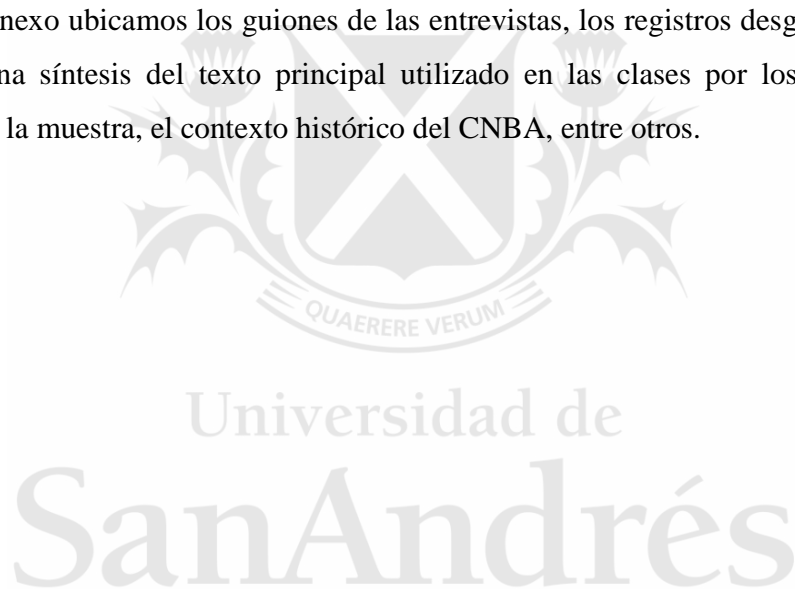 nexo ubicamos los guiones de las entrevistas, los registros desg
na síntesis del texto principal utilizado en las clases por los
la muestra, el contexto histórico del CNBA, entre otros.
QUAERERE VERUM
Universidad de
SanAndrés